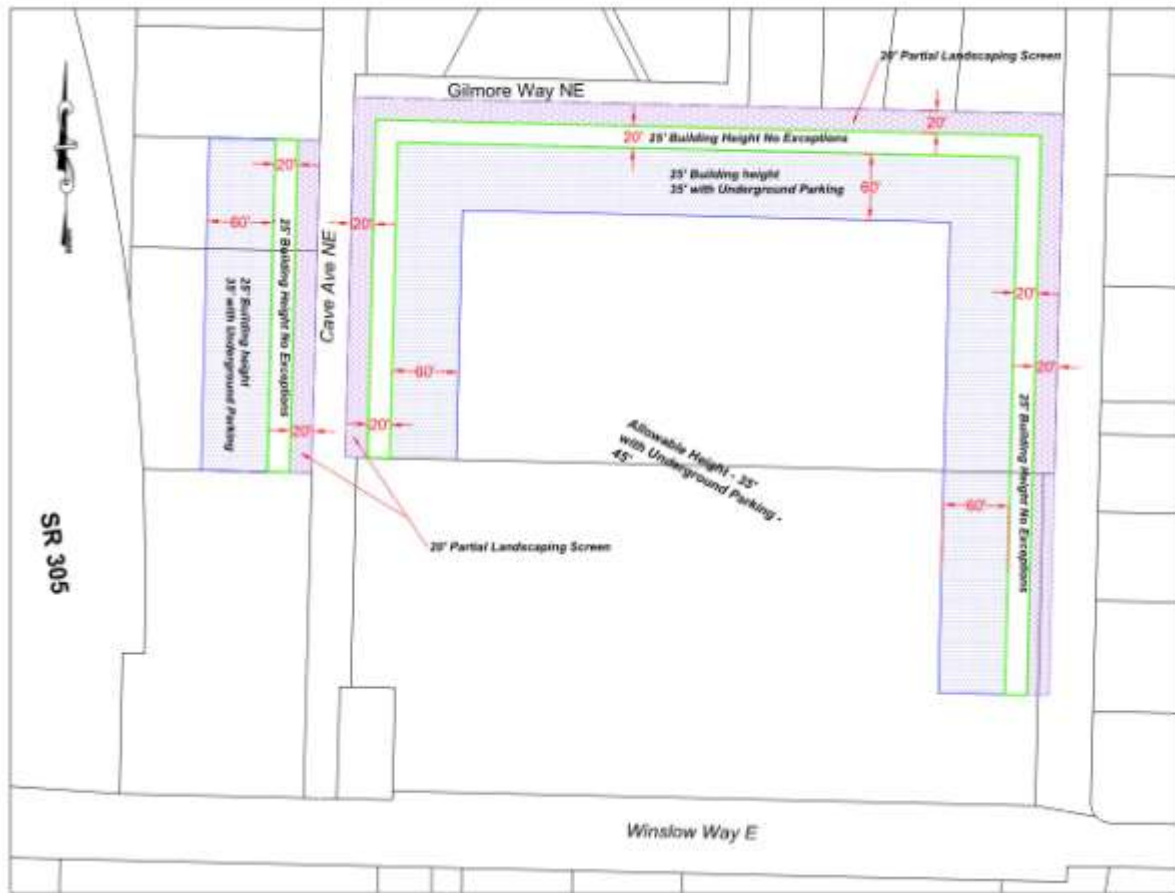 20' Partial Landscaping Screen
Gilmore Way NE
20'
20'
25' Building Height No Exceptions
25' Building height
35' with Underground Parking
60'
20'
60'
25' Building Height No Exceptions
25' Building height
35' with Underground Parking
20'
Cave Ave NE
20'
60'
20'
20'
20'
60'
25' Building Height No Exceptions
Allowable Height - 35'
with Underground Parking -
45'
60'
20' Partial Landscaping Screen
SR 305
Winslow Way E